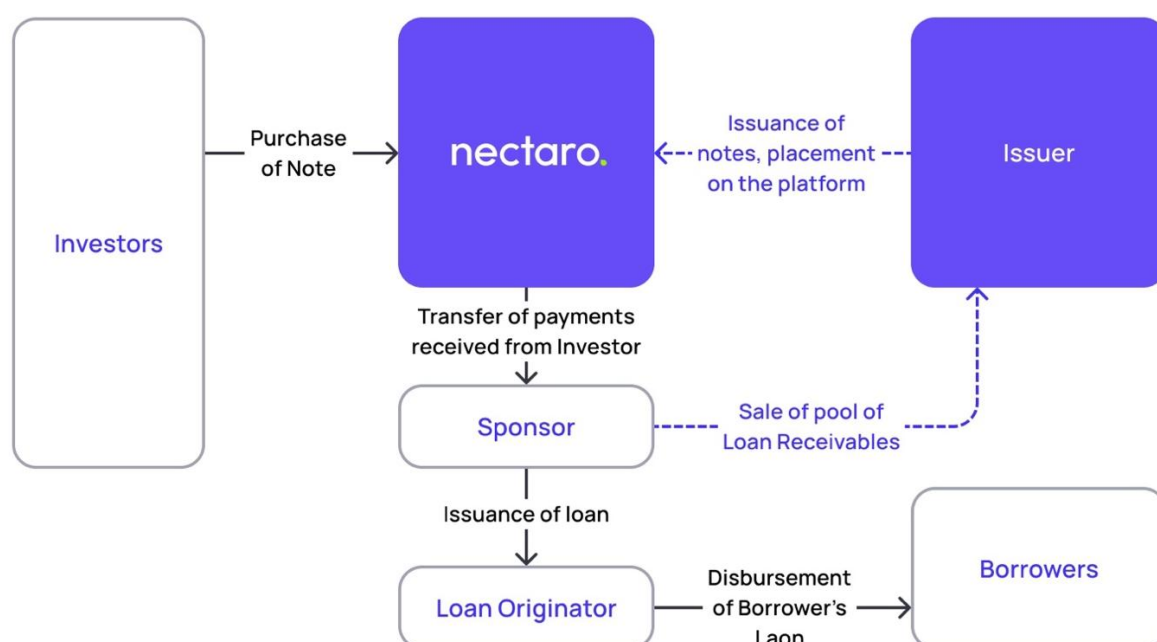 Investors
Purchase
of Note
nectaro.
Issuance of
notes, placement
on the platform
Issuer
Transfer of payments
received from Investor
Sponsor
Sale of pool of
Loan Receivables
Issuance of loan
Loan Originator
Disbursement
of Borrower's
Laon
Borrowers